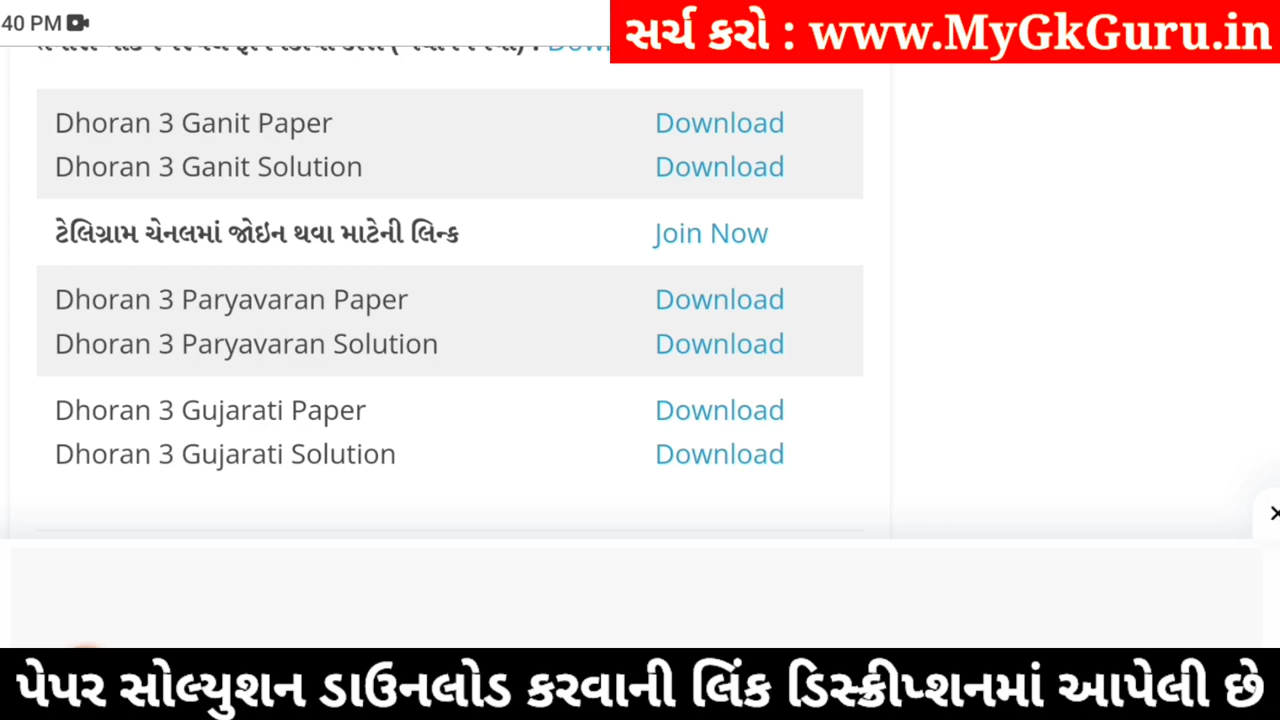 40 PM
સર્ચ કરો : www.MyGkGuru.in
Dhoran 3 Ganit Paper Download
Dhoran 3 Ganit Solution Download
ટેલિગ્રામ ચેનલમાં જોઇન થવા માટેની લિન્ક Join Now
Dhoran 3 Paryavaran Paper Download
Dhoran 3 Paryavaran Solution Download
Dhoran 3 Gujarati Paper Download
Dhoran 3 Gujarati Solution Download
પેપર સોલ્યુશન ડાઉનલોડ કરવાની લિંક ડિસ્ક્રીપ્શનમાં આપેલી છે